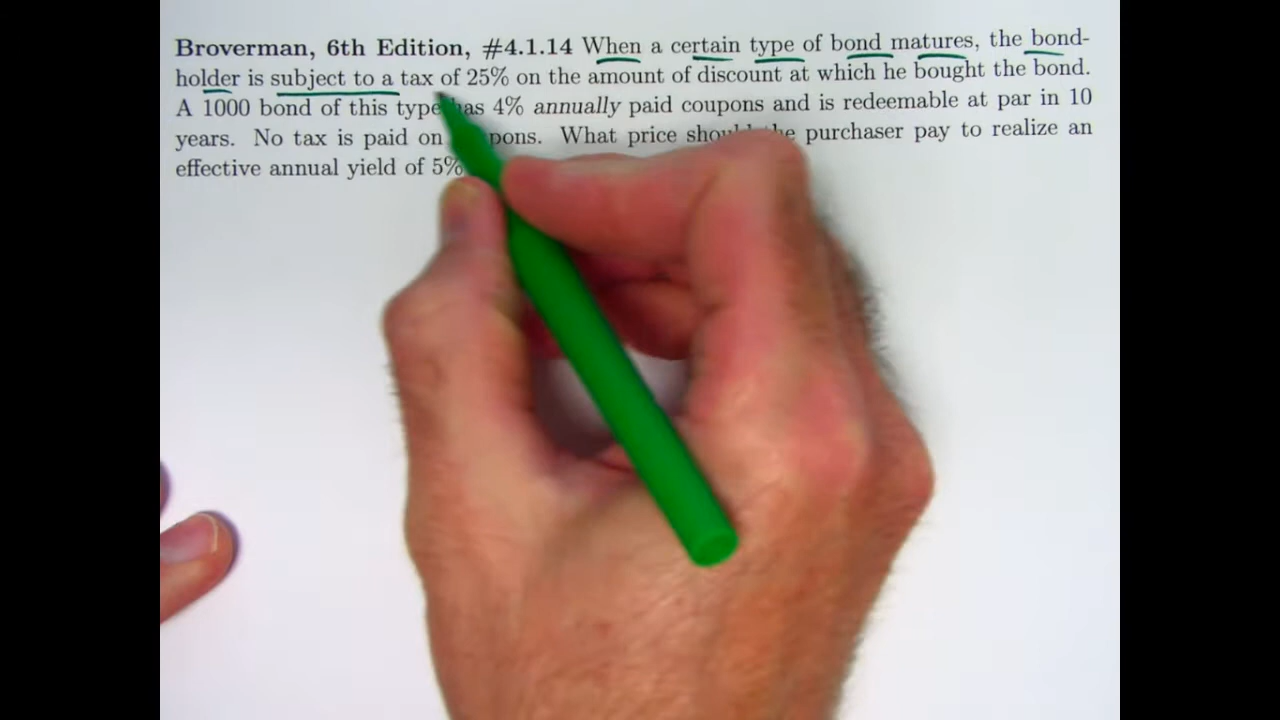 Broverman, 6th Edition, #4.1.14 When a certain type of bond matures, the bond-
holder is subject to a tax of 25% on the amount of discount at which he bought the bond.
A 1000 bond of this type has 4% annually paid coupons and is redeemable at par in 10
years. No tax is paid on coupons. What price should the purchaser pay to realize an
effective annual yield of 5%